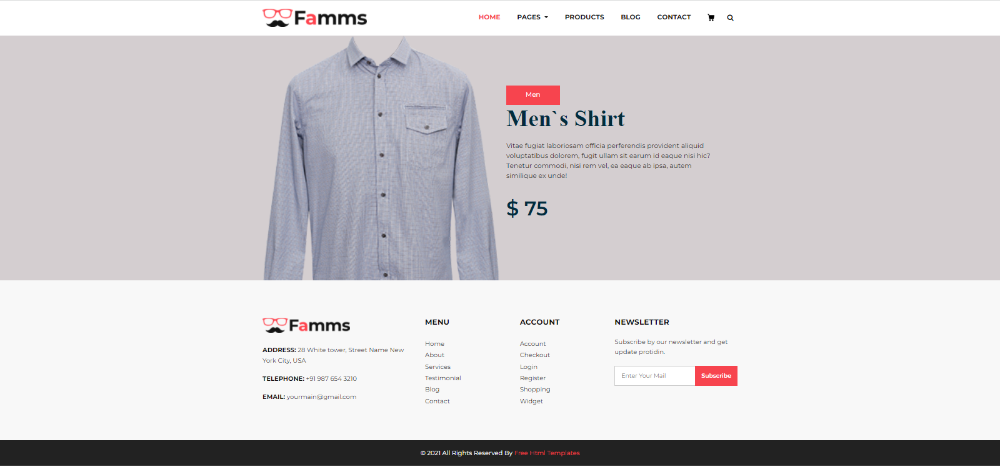 Famms
HOME PAGES PRODUCTS BLOG CONTACT
Men
Men`s Shirt
Vitae fugiat laboriosam officia perferendis provident aliquid
voluptatibus dolorem, fugit ullam sit earum id eaque nisi hic?
Tenetur commodi, nisi rem vel, ea eaque ab ipsa, autem
similique ex unde!
$ 75
Famms
ADDRESS: 28 White tower, Street Name New
York City, USA
TELEPHONE: +91 987 654 3210
EMAIL: yourmain@gmail.com
MENU
Home
About
Services
Testimonial
Blog
Contact
ACCOUNT
Account
Checkout
Login
Register
Shopping
Widget
NEWSLETTER
Subscribe by our newsletter and get
update protidin.
Enter Your Mail
Subscribe
© 2021 All Rights Reserved By Free Html Templates